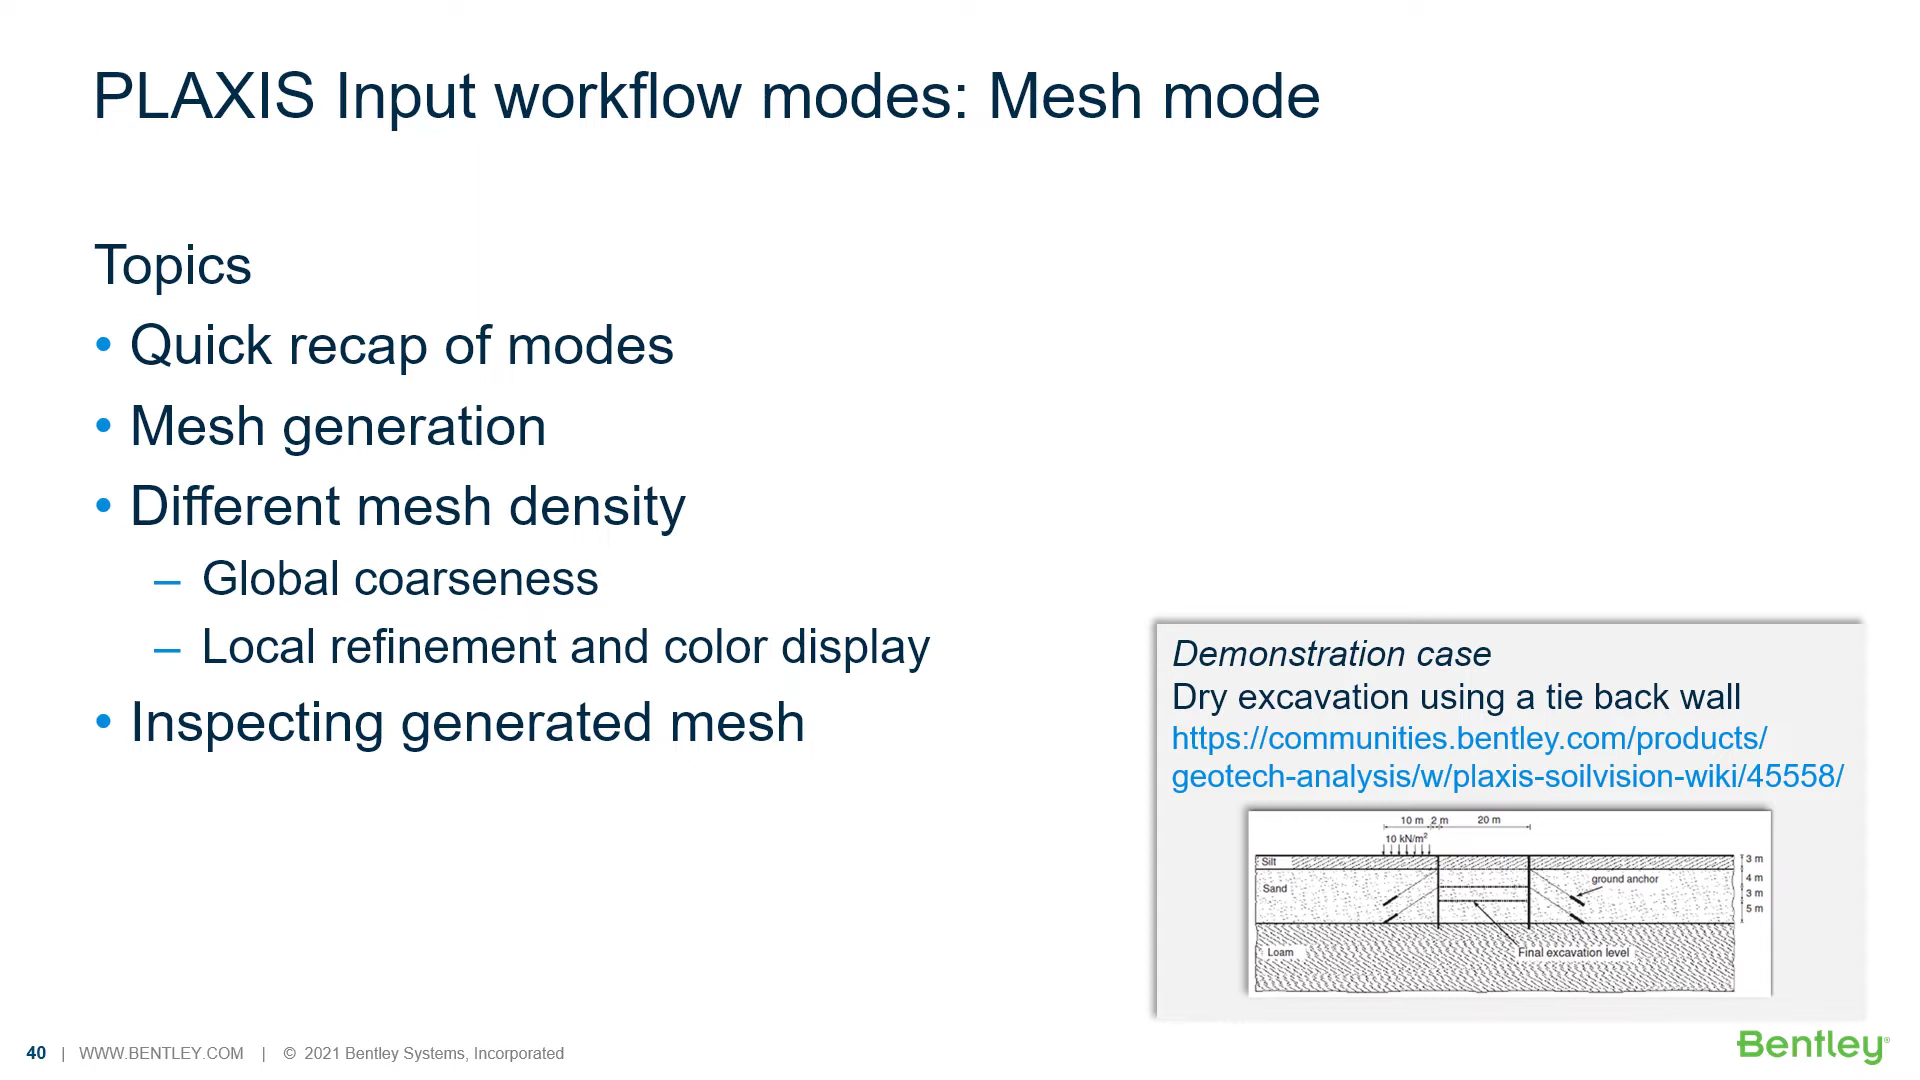 PLAXIS Input workflow modes: Mesh mode
Topics
• Quick recap of modes
• Mesh generation
• Different mesh density
– Global coarseness
– Local refinement and color display
• Inspecting generated mesh
Demonstration case
Dry excavation using a tie back wall
https://communities.bentley.com/products/
geotech-analysis/w/plaxis-soilvision-wiki/45558/
10 m 2 m 20 m
10 kN/m²
Silt
3 m
Sand
ground anchor
4 m
3 m
5 m
Loam
Final excavation level
40 | WWW.BENTLEY.COM | © 2021 Bentley Systems, Incorporated
Bentley®